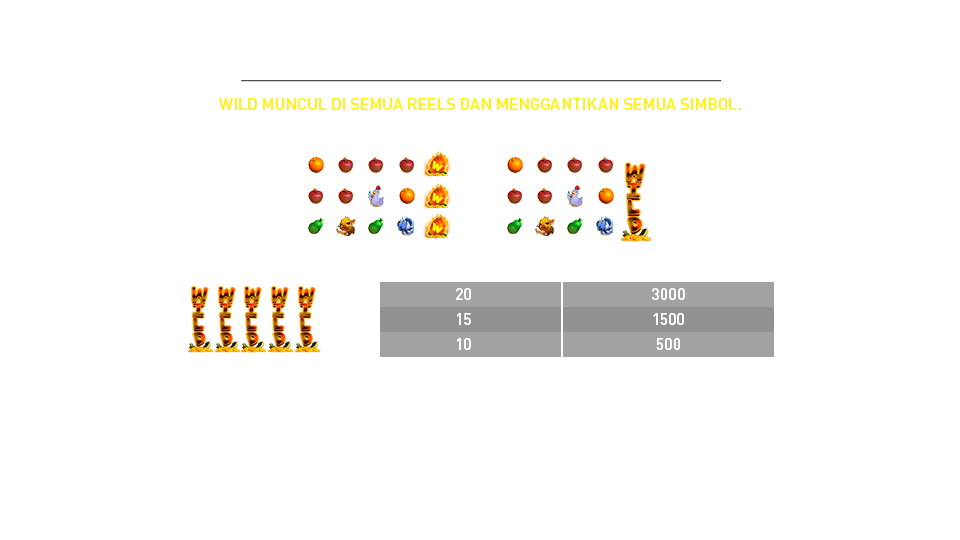 WILD MUNCUL DI SEMUA REELS DAN MENGGANTIKAN SEMUA SIMBOL.
W
W
W
WILD
WILD WILD WILD WILD WILD
20 3000
15 1500
10 500